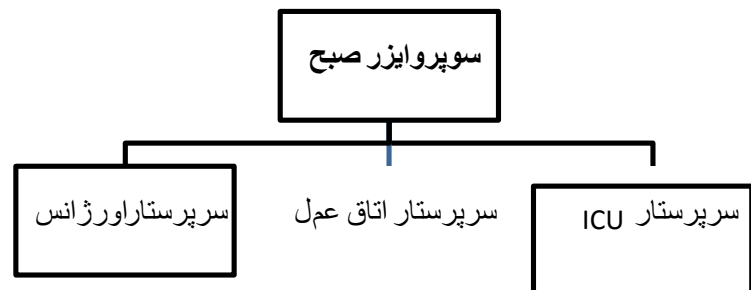 سوپروایزر صبح
سرپرستار ICU
سرپرستار اتاق عمل
سرپرستاراورژانس